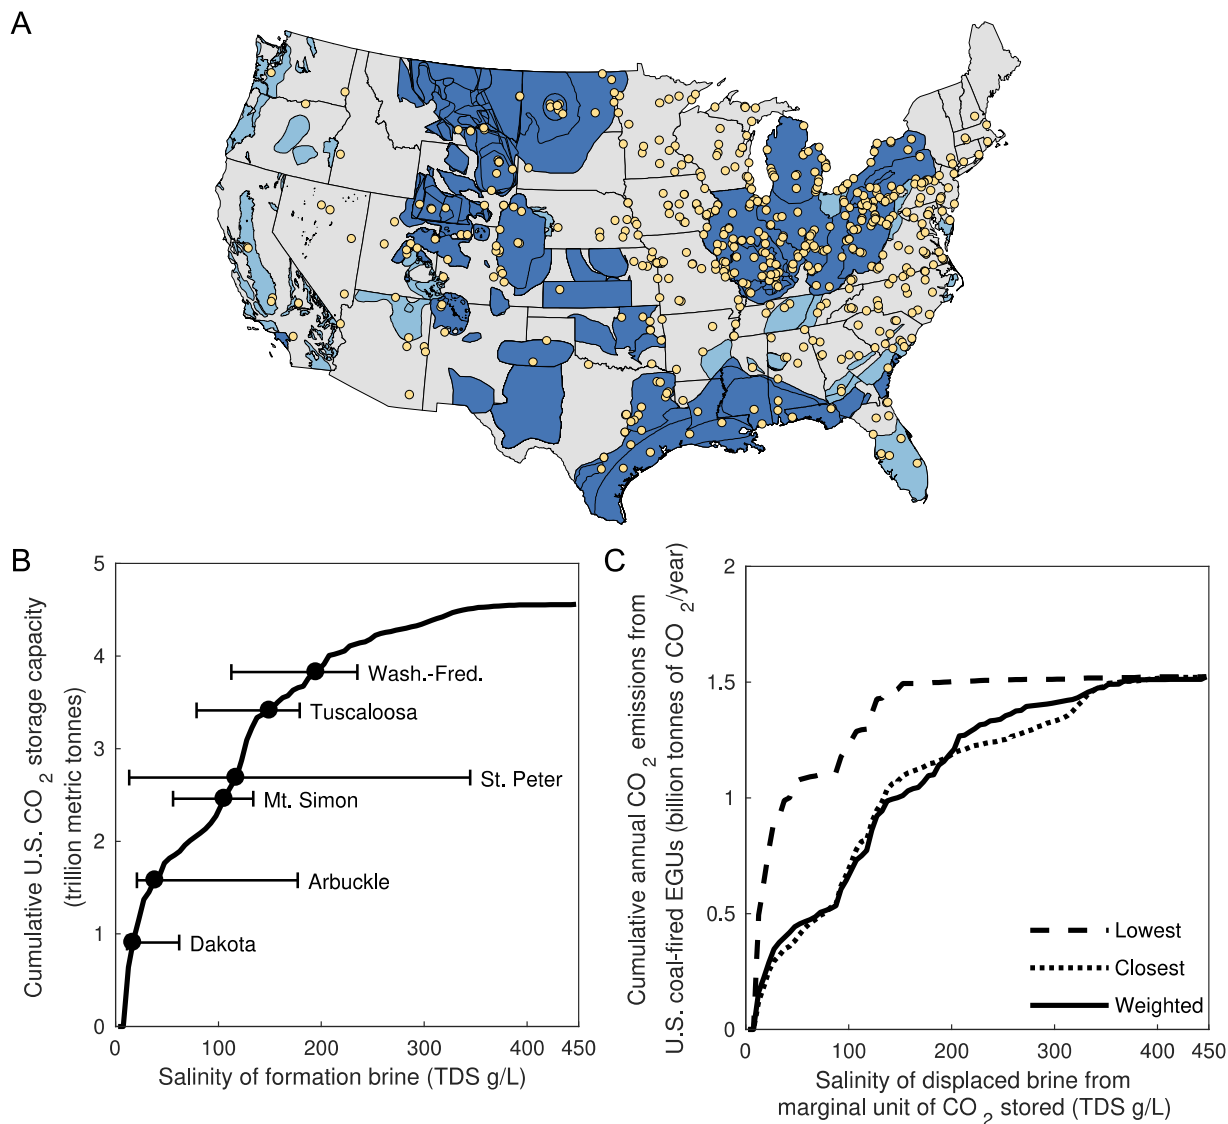 A
B
Cumulative U.S. CO2 storage capacity
(trillion metric tonnes)
5
4
3
2
1
0
Wash.-Fred.
Tuscaloosa
St. Peter
Mt. Simon
Arbuckle
Dakota
0 100 200 300 400 450
Salinity of formation brine (TDS g/L)
C
Cumulative annual CO2 emissions from
U.S. coal-fired EGUs (billion tonnes of CO2/year)
2
1.5
1
0.5
0
Lowest
Closest
Weighted
0 100 200 300 400 450
Salinity of displaced brine from
marginal unit of CO2 stored (TDS g/L)